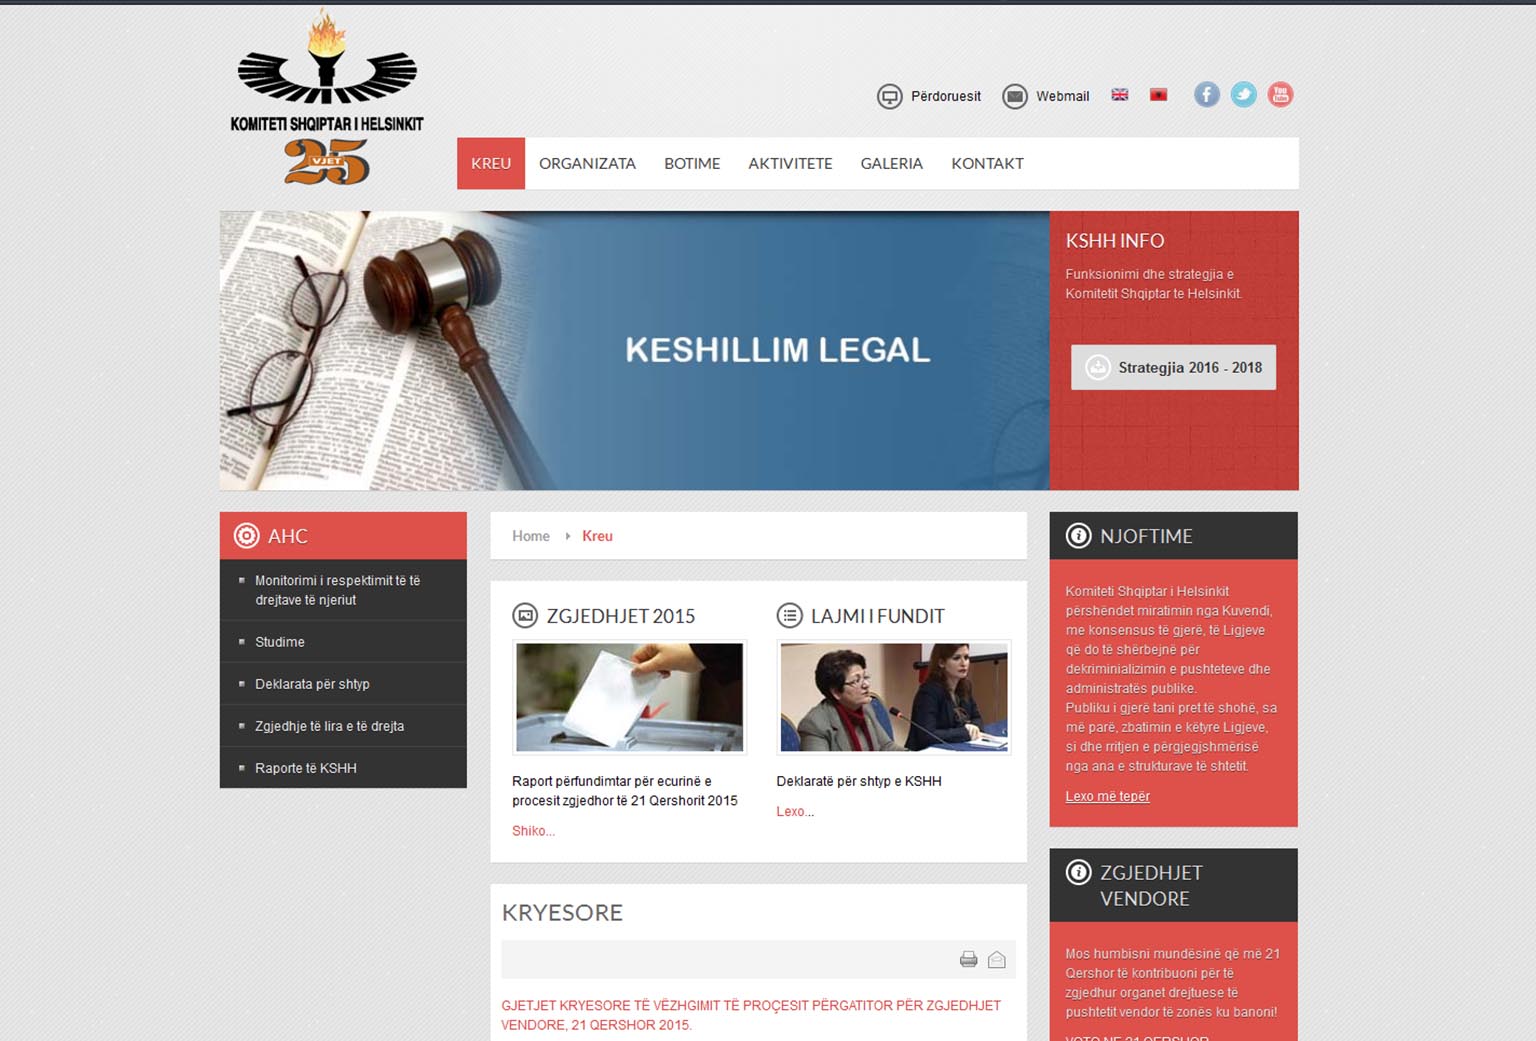 KOMITETI SHQIPTAR I HELSINKIT
25
VJET
Përdoruesit
Webmail
You
Tube
KREU
ORGANIZATA
BOTIME
AKTIVITETE
GALERIA
KONTAKT
KESHILLIM LEGAL
KSHH INFO
Funksionimi dhe strategjia e
Komitetit Shqiptar te Helsinkit.
Strategjia 2016 - 2018
AHC
Monitorimi i respektimit të të
drejtave të njeriut
Studime
Deklarata për shtyp
Zgjedhje të lira e të drejta
Raporte të KSHH
Home
Kreu
ZGJEDHJET 2015
Raport përfundimtar për ecurinë e
procesit zgjedhor të 21 Qershorit 2015
Shiko...
LAJMI I FUNDIT
Deklaratë për shtyp e KSHH
Lexo...
KRYESORE
GJETJET KRYESORE TË VËZHGIMIT TË PROÇESIT PËRGATITOR PËR ZGJEDHJET
VENDORE, 21 QERSHOR 2015.
NJOFTIME
Komiteti Shqiptar i Helsinkit
përshëndet miratimin nga Kuvendi,
me konsensus të gjerë, të Ligjeve
që do të shërbejnë për
dekriminializimin e pushteteve dhe
administratës publike.
Publiku i gjerë tani pret të shohë, sa
më parë, zbatimin e këtyre Ligjeve,
si dhe rritjen e përgjegjshmërisë
nga ana e strukturave të shtetit.
Lexo më tepër
ZGJEDHJET
VENDORE
Mos humbisni mundësinë që më 21
Qershor të kontribuoni për të
zgjedhur organet drejtuese të
pushtetit vendor të zonës ku banoni!
VOTO NE 21 QERSHOR